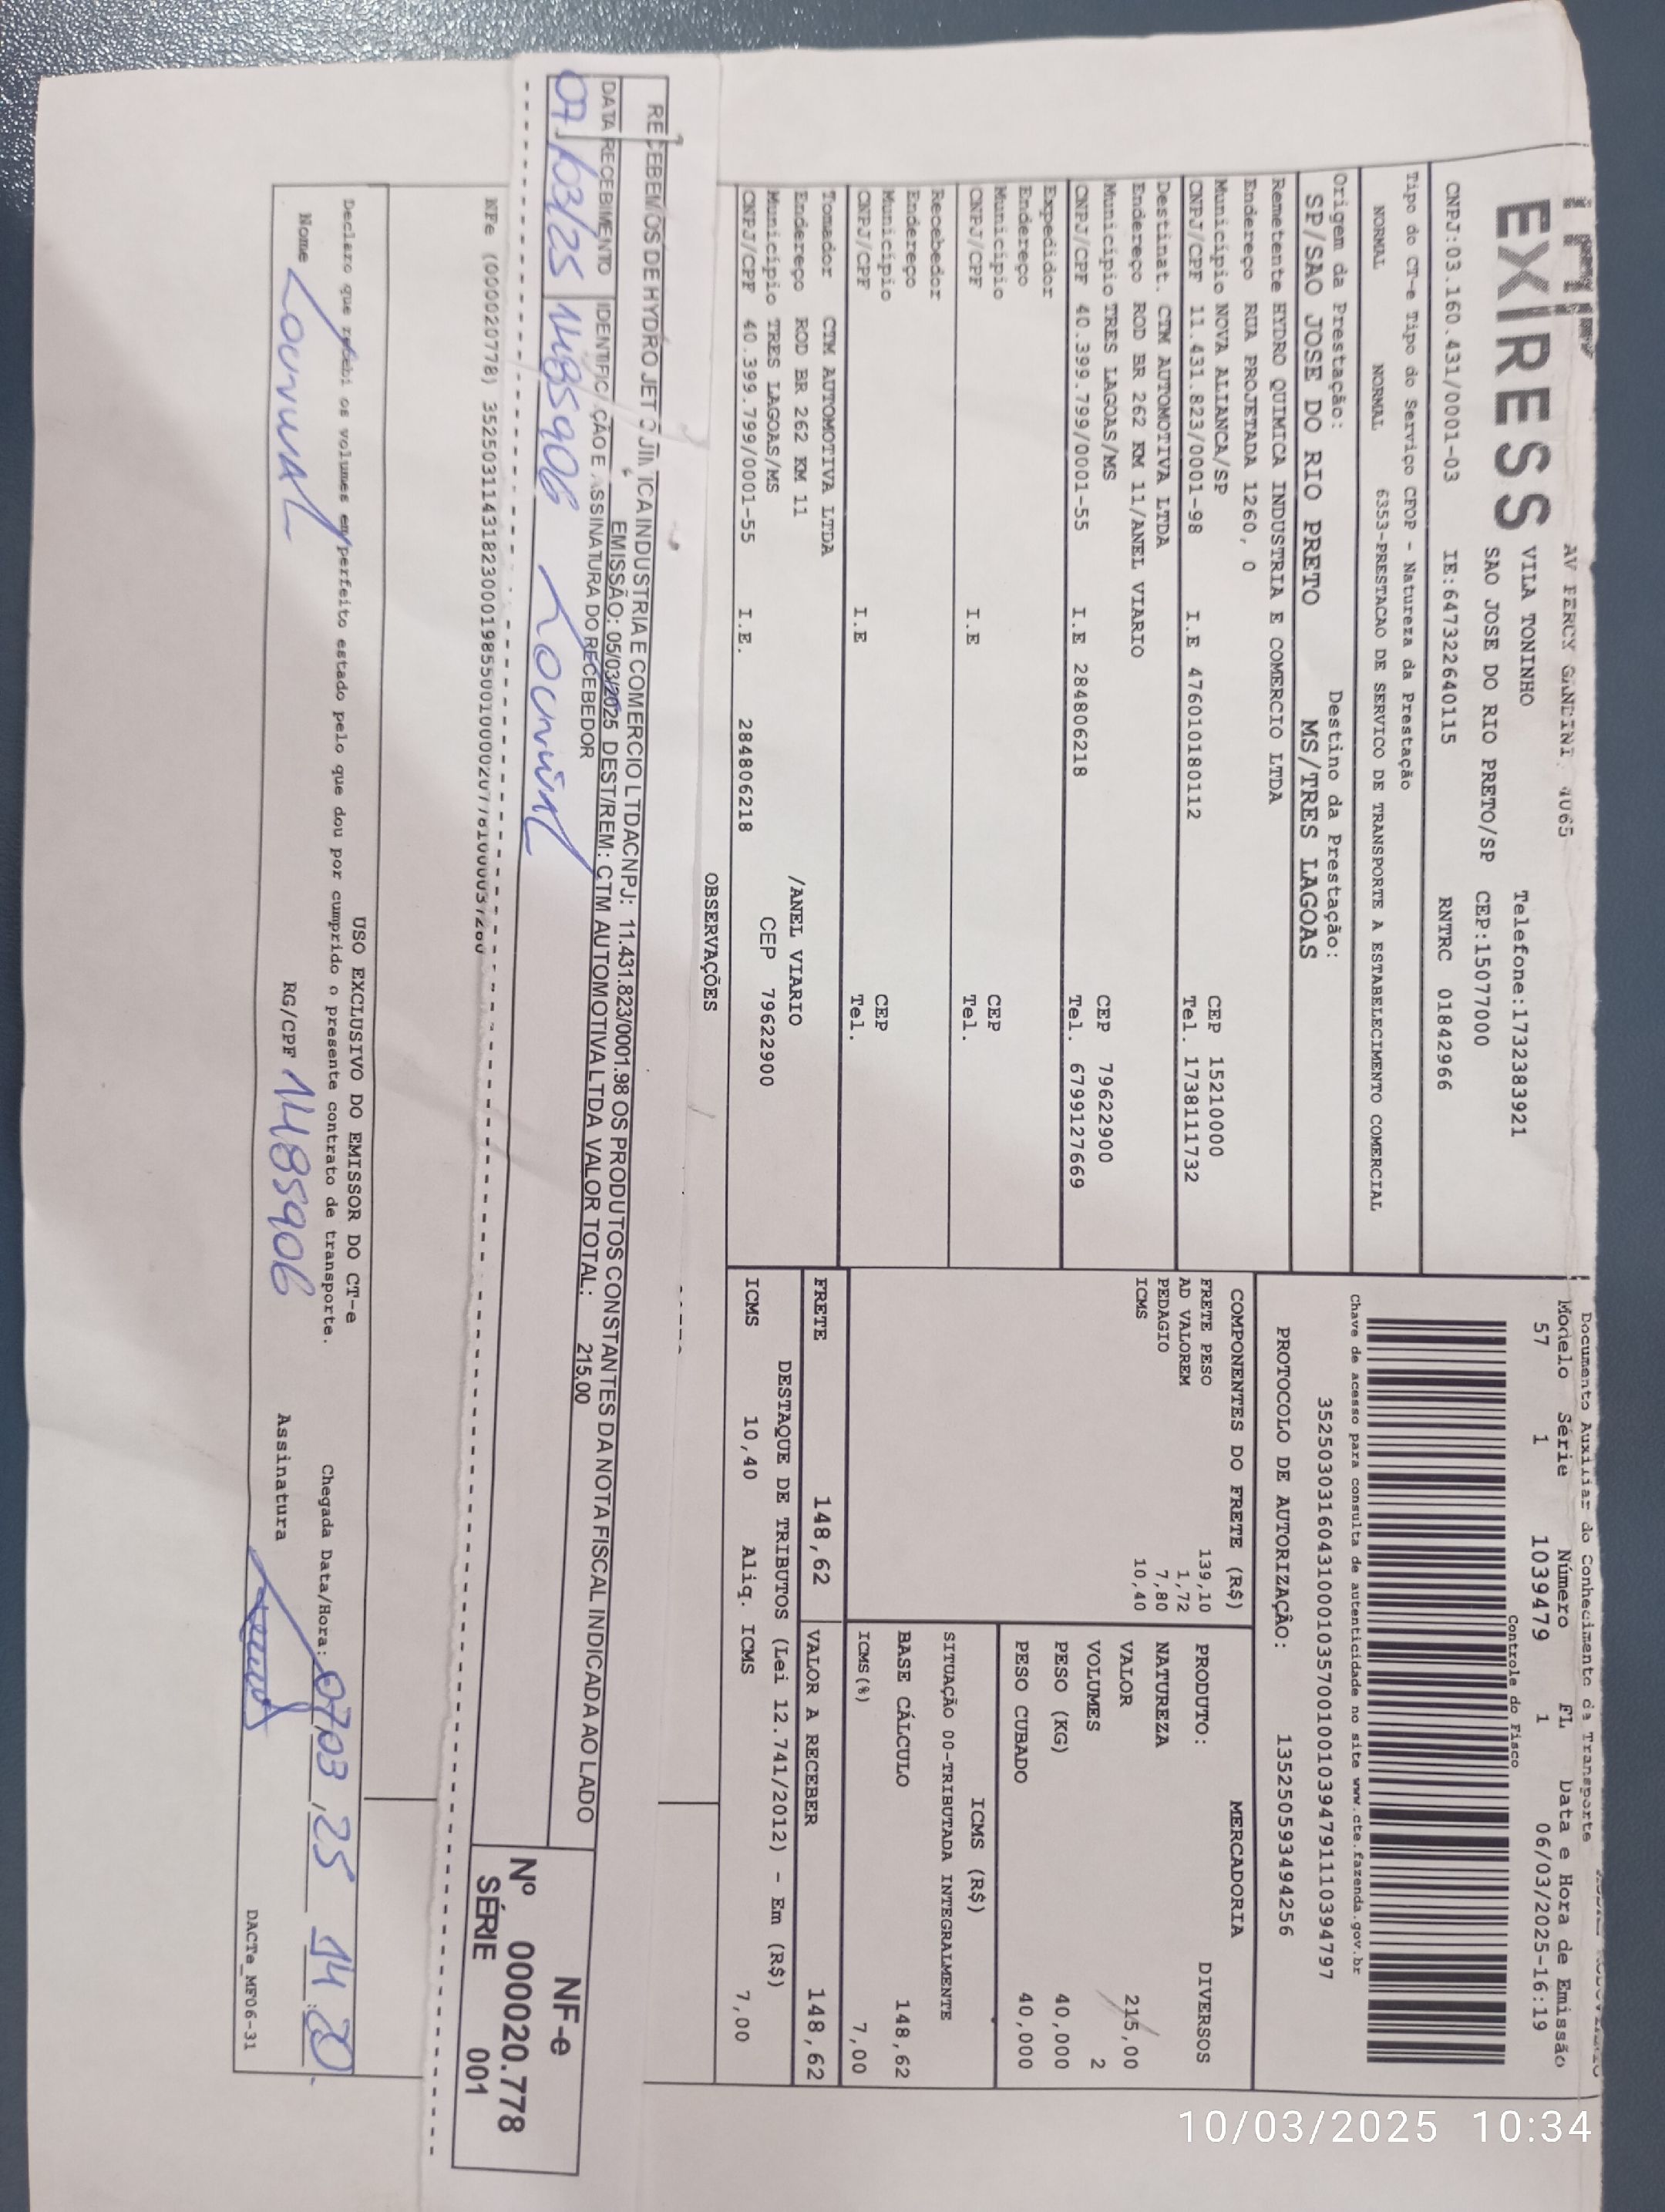 EXPRESS
AV PERCY GANDINI, 4065
VILA TONINHO Telefone:1732383921
SAO JOSE DO RIO PRETO/SP CEP:15077000
CNPJ:03.160.431/0001-03 IE:647322640115 RNTRC 01842966
Tipo do CT-e Tipo do Serviço CFOP - Natureza da Prestação
NORMAL NORMAL 6353-PRESTACAO DE SERVICO DE TRANSPORTE A ESTABELECIMENTO COMERCIAL
Origem da Prestação: Destino da Prestação:
SP/SAO JOSE DO RIO PRETO MS/TRES LAGOAS
Remetente HYDRO QUIMICA INDUSTRIA E COMERCIO LTDA
Endereço RUA PROJETADA 1260, 0
Município NOVA ALIANCA/SP CEP 15210000
CNPJ/CPF 11.431.823/0001-98 I.E 476010180112 Tel. 17381111732
Destinat. CTM AUTOMOTIVA LTDA
Endereço ROD BR 262 KM 11/ANEL VIARIO
Município TRES LAGOAS/MS CEP 79622900
CNPJ/CPF 40.399.799/0001-55 I.E 284806218 Tel. 6799127669
Expedidor
Endereço
Município CEP
CNPJ/CPF I.E Tel.
Recebedor
Endereço
Município CEP
CNPJ/CPF I.E Tel.
Tomador CTM AUTOMOTIVA LTDA
Endereço ROD BR 262 KM 11 /ANEL VIARIO
Município TRES LAGOAS/MS CEP 79622900
CNPJ/CPF 40.399.799/0001-55 I.E. 284806218
Documento Auxiliar do Conhecimento de Transporte
Modelo Série Número FL Data e Hora de Emissão
57 1 1039479 1 06/03/2025-16:19
Controle do Fisco
Chave de acesso para consulta de autenticidade no site www.cte.fazenda.gov.br
35250303160431000103570010010394791110394797
PROTOCOLO DE AUTORIZAÇÃO: 135250593494256
COMPONENTES DO FRETE (R$)
FRETE PESO 139,10
AD VALOREM 1,72
PEDAGIO 7,80
ICMS 10,40
MERCADORIA
PRODUTO: DIVERSOS
NATUREZA
VALOR 215,00
VOLUMES 2
PESO (KG) 40,000
PESO CUBADO 40,000
ICMS (R$)
SITUAÇÃO 00-TRIBUTADA INTEGRALMENTE
BASE CÁLCULO 148,62
ICMS(%) 7,00
FRETE 148,62 VALOR A RECEBER 148,62
DESTAQUE DE TRIBUTOS (Lei 12.741/2012) - Em (R$)
ICMS 10,40 Aliq. ICMS 7,00
OBSERVAÇÕES
RECEBEMOS DE HYDRO JET QUIMICA INDUSTRIA E COMERCIO LTDACNPJ: 11.431.823/0001.98 OS PRODUTOS CONSTANTES DA NOTA FISCAL INDICADA AO LADO
EMISSÃO: 05/03/2025 DEST/REM: CTM AUTOMOTIVA LTDA VALOR TOTAL: 215,00
DATA RECEBIMENTO IDENTIFICAÇÃO E ASSINATURA DO RECEBEDOR
07/03/25 1485906 Lourival
NF-e
Nº 000020.778
SÉRIE 001
NFe (000020778) 35250311431823000198550010000207781000037280
USO EXCLUSIVO DO EMISSOR DO CT-e
Declaro que recebi os volumes em perfeito estado pelo que dou por cumprido o presente contrato de transporte. Chegada Data/Hora: 07,03,25 14:20
Nome Lourival RG/CPF 1485906 Assinatura
DACTe_MF06-31
10/03/2025 10:34